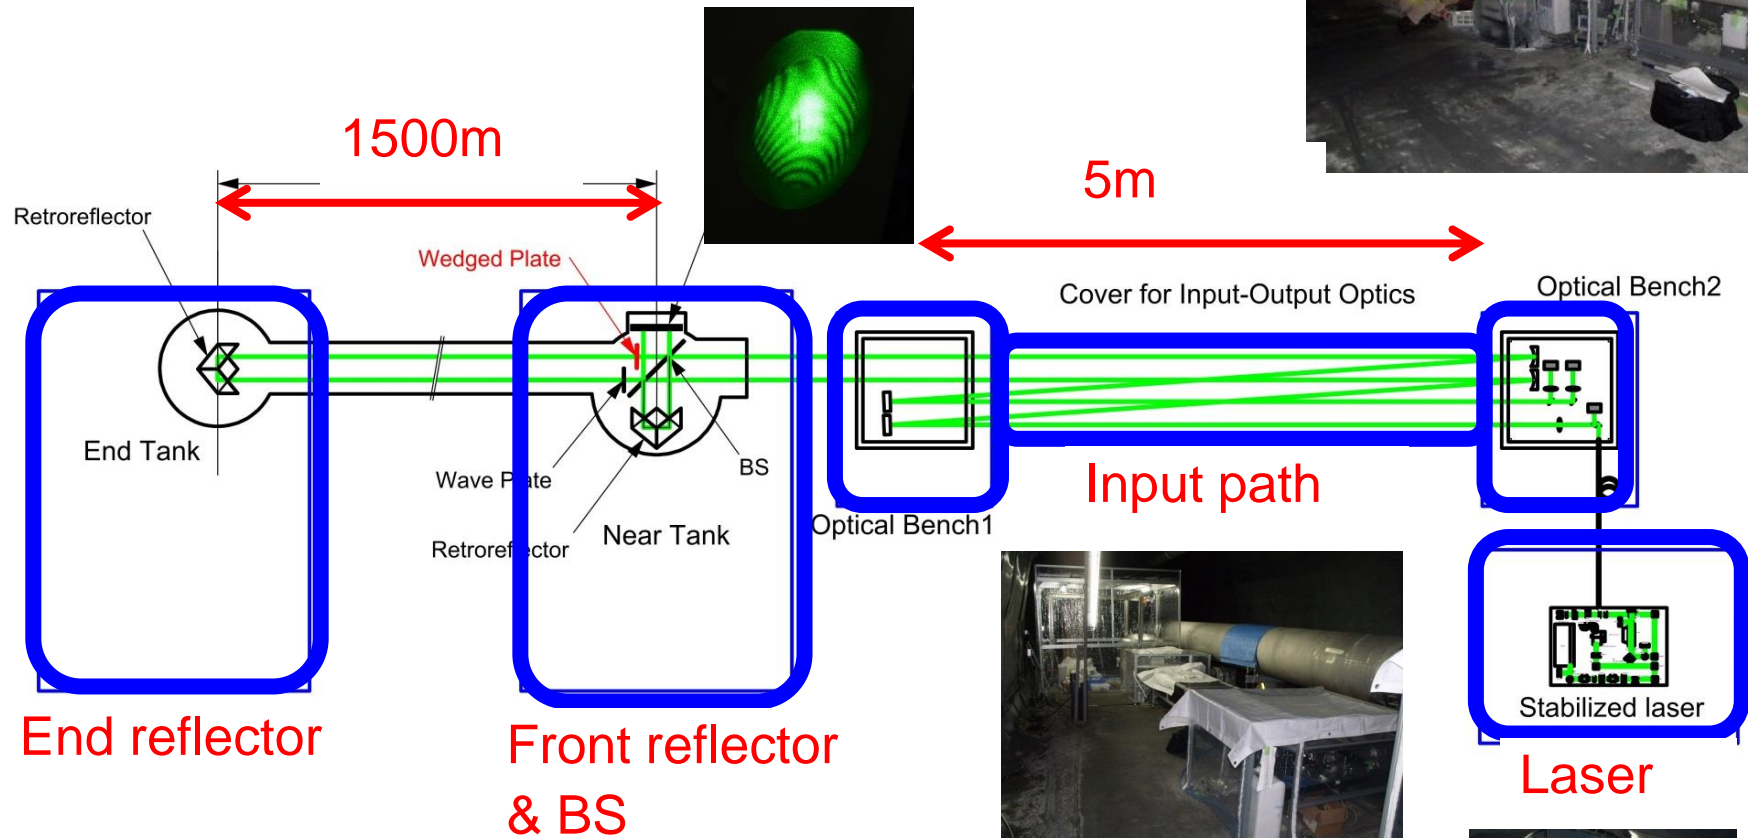 1500m
5m
Retroreflector
Wedged Plate
Cover for Input-Output Optics
Optical Bench2
End Tank
Wave Plate
BS
Retroreflector
Near Tank
Optical Bench1
Input path
Stabilized laser
End reflector
Front reflector
& BS
Laser